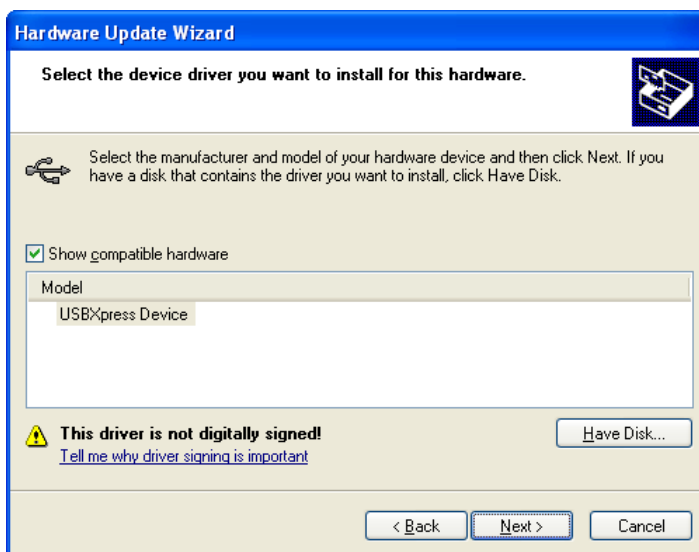 Hardware Update Wizard
Select the device driver you want to install for this hardware.
Select the manufacturer and model of your hardware device and then click Next. If you
have a disk that contains the driver you want to install, click Have Disk.
Show compatible hardware
Model
USBXpress Device
This driver is not digitally signed!
Have Disk...
Tell me why driver signing is important
< Back
Next >
Cancel